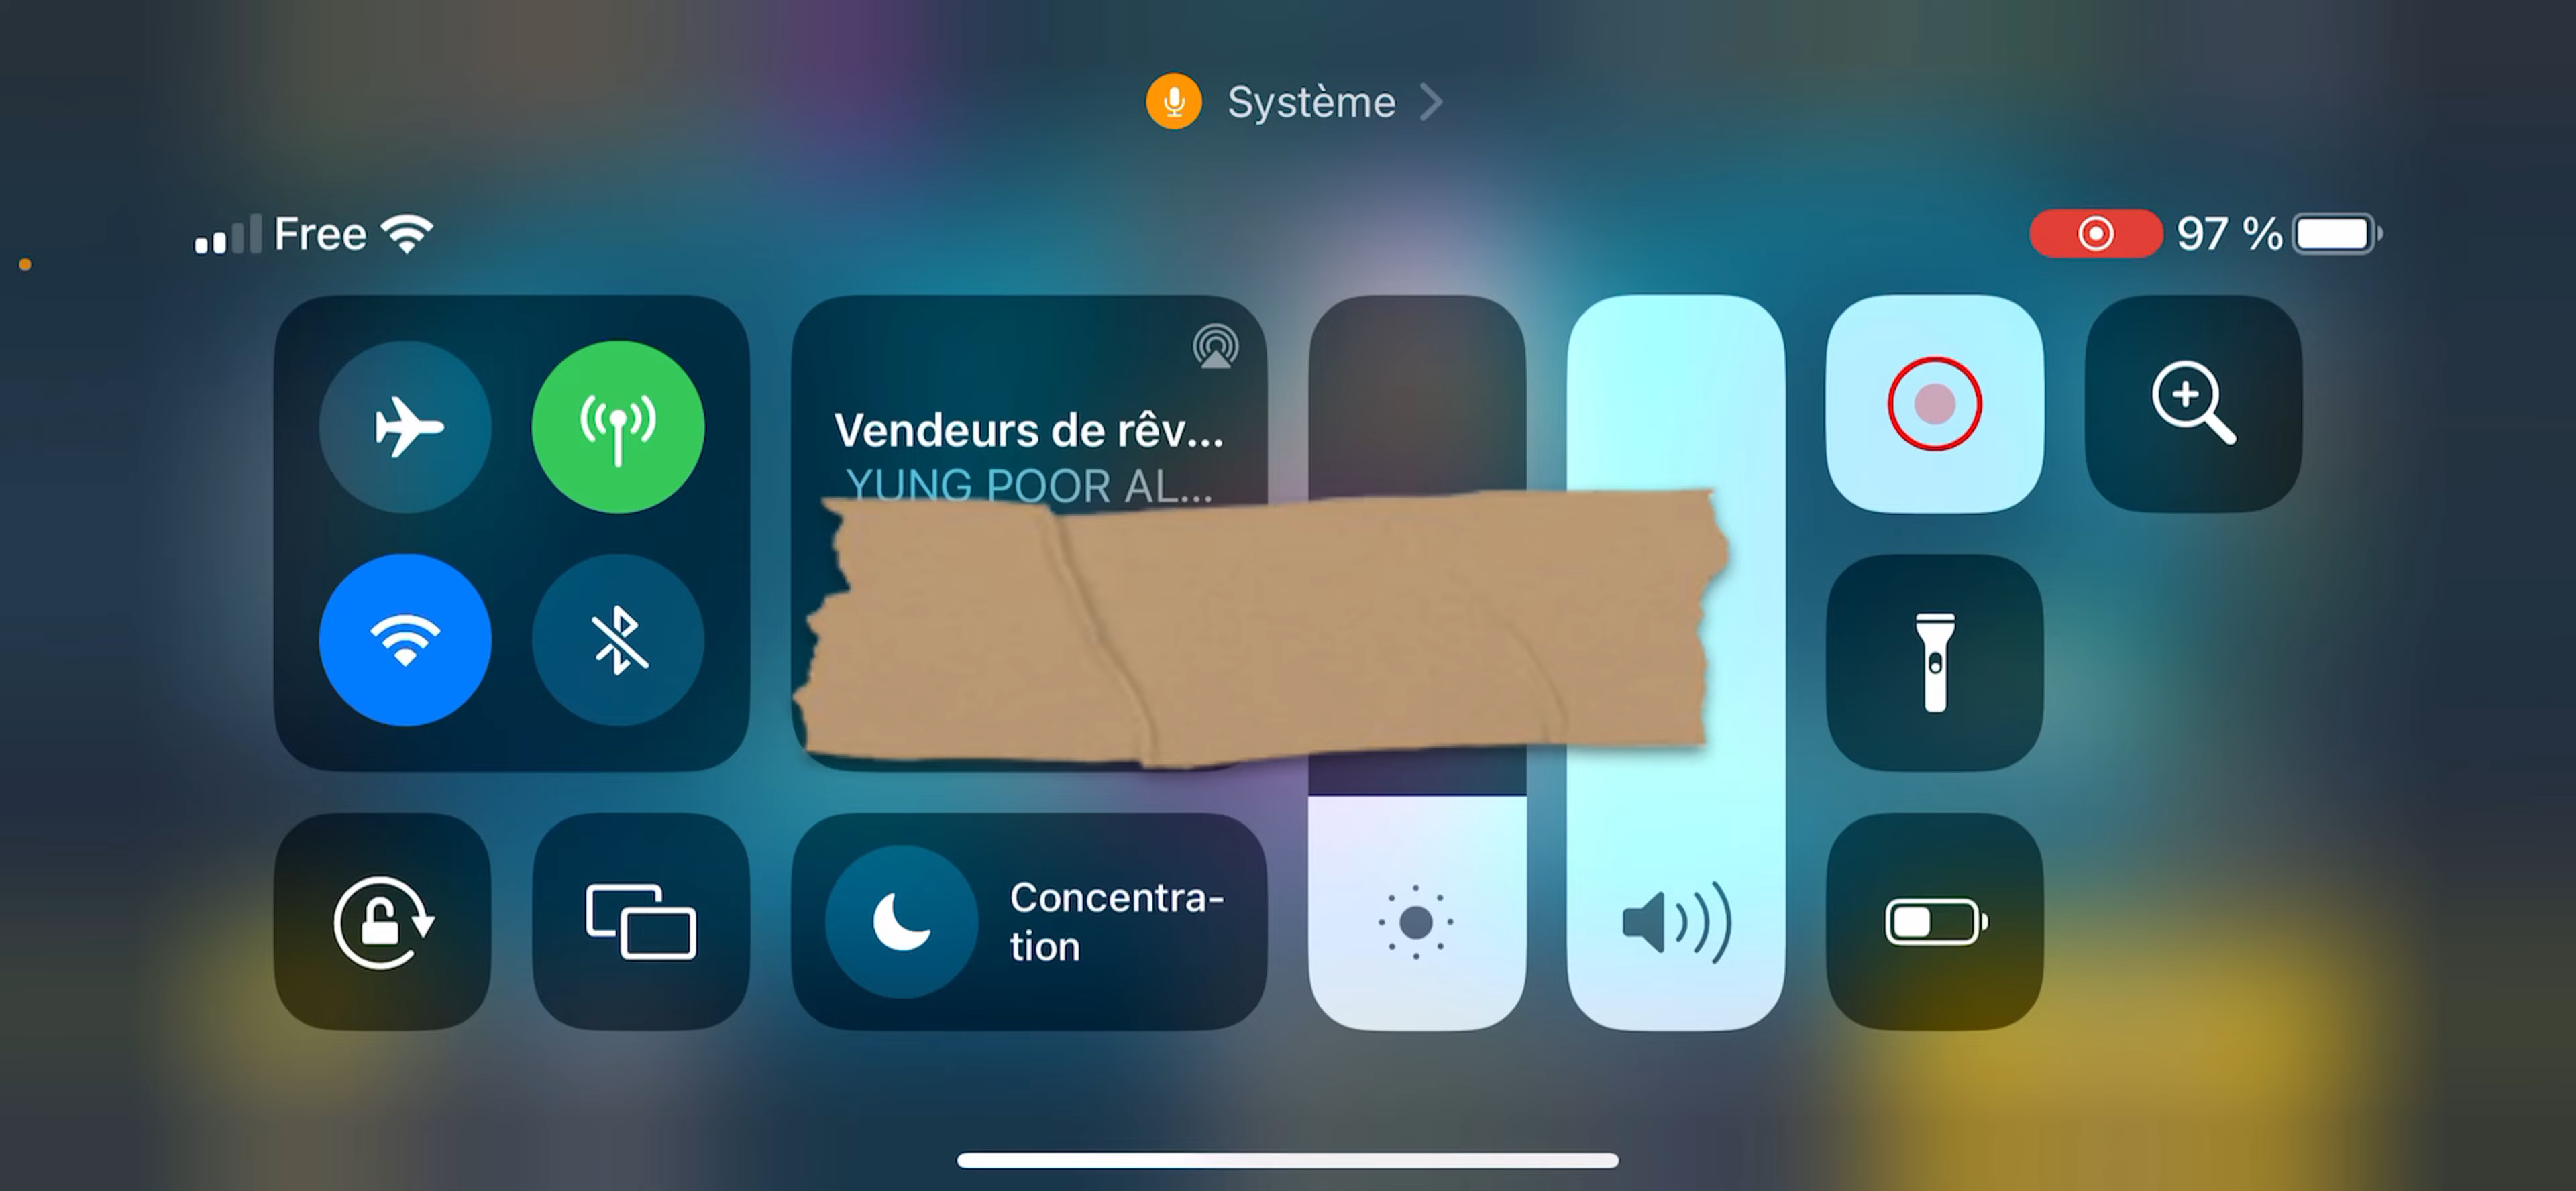 Système
Free
97 %
Vendeurs de rêv...
YUNG POOR AL...
Concentra-
tion